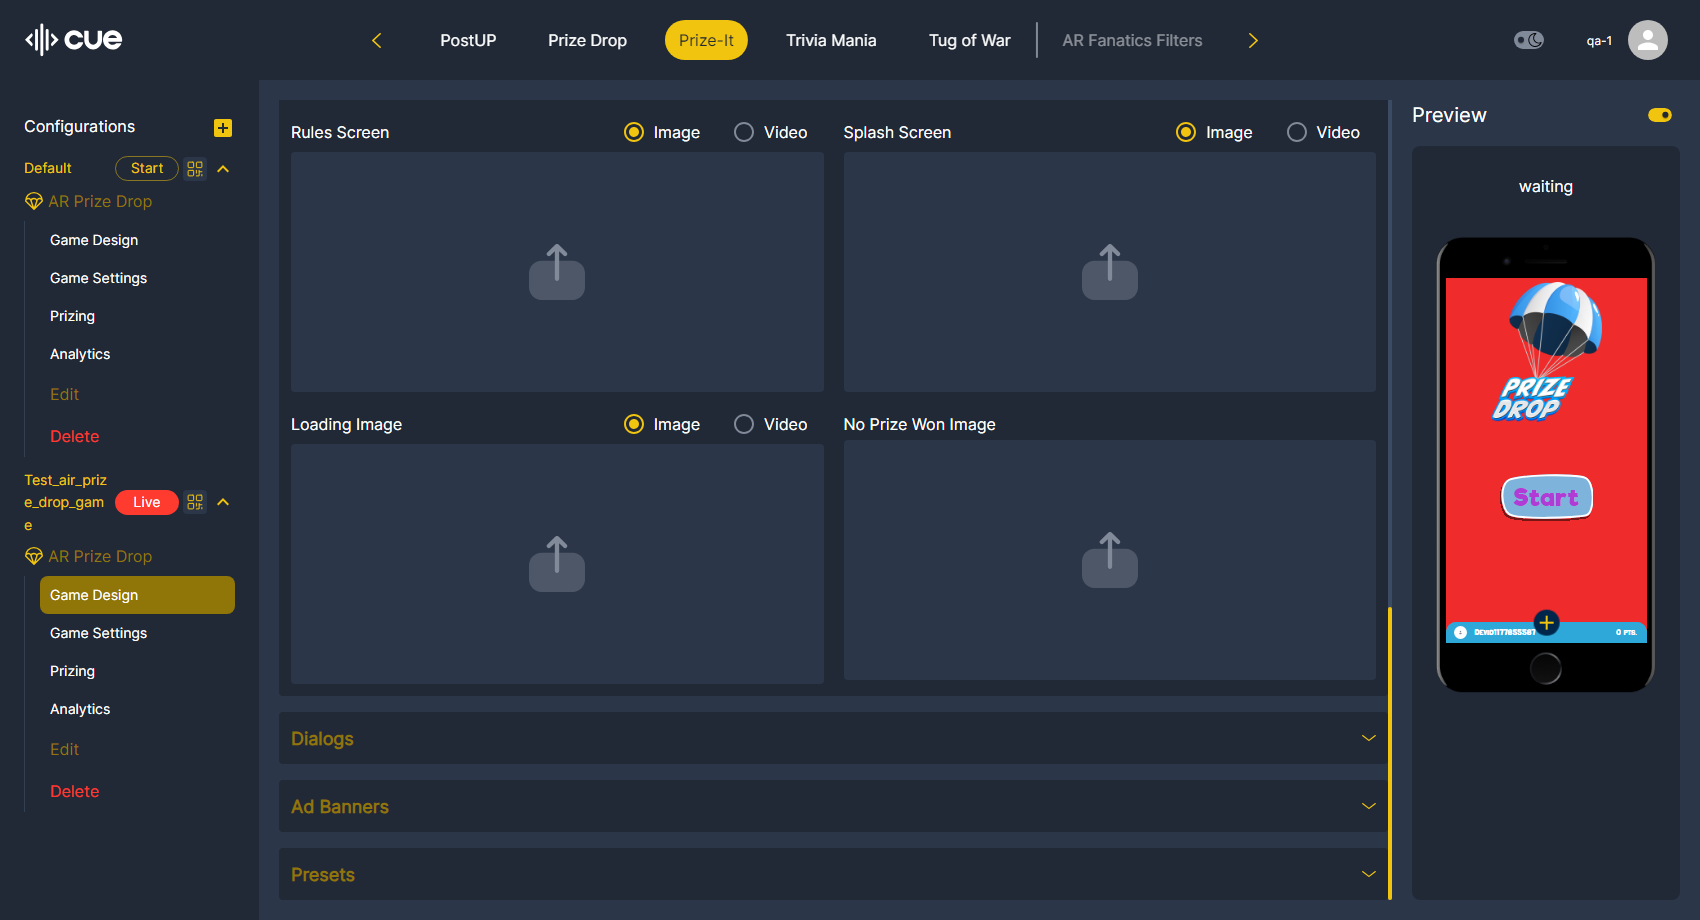 cue
PostUP
Prize Drop
Prize-It
Trivia Mania
Tug of War
AR Fanatics Filters
qa-1
Configurations
Default
Start
AR Prize Drop
Game Design
Game Settings
Prizing
Analytics
Edit
Delete
Test_air_priz
e_drop_gam
e
Live
AR Prize Drop
Game Design
Game Settings
Prizing
Analytics
Edit
Delete
Rules Screen
Image
Video
Splash Screen
Image
Video
Loading Image
Image
Video
No Prize Won Image
Dialogs
Ad Banners
Presets
Preview
waiting
PRIZE
DROP
Start
0 PTS.